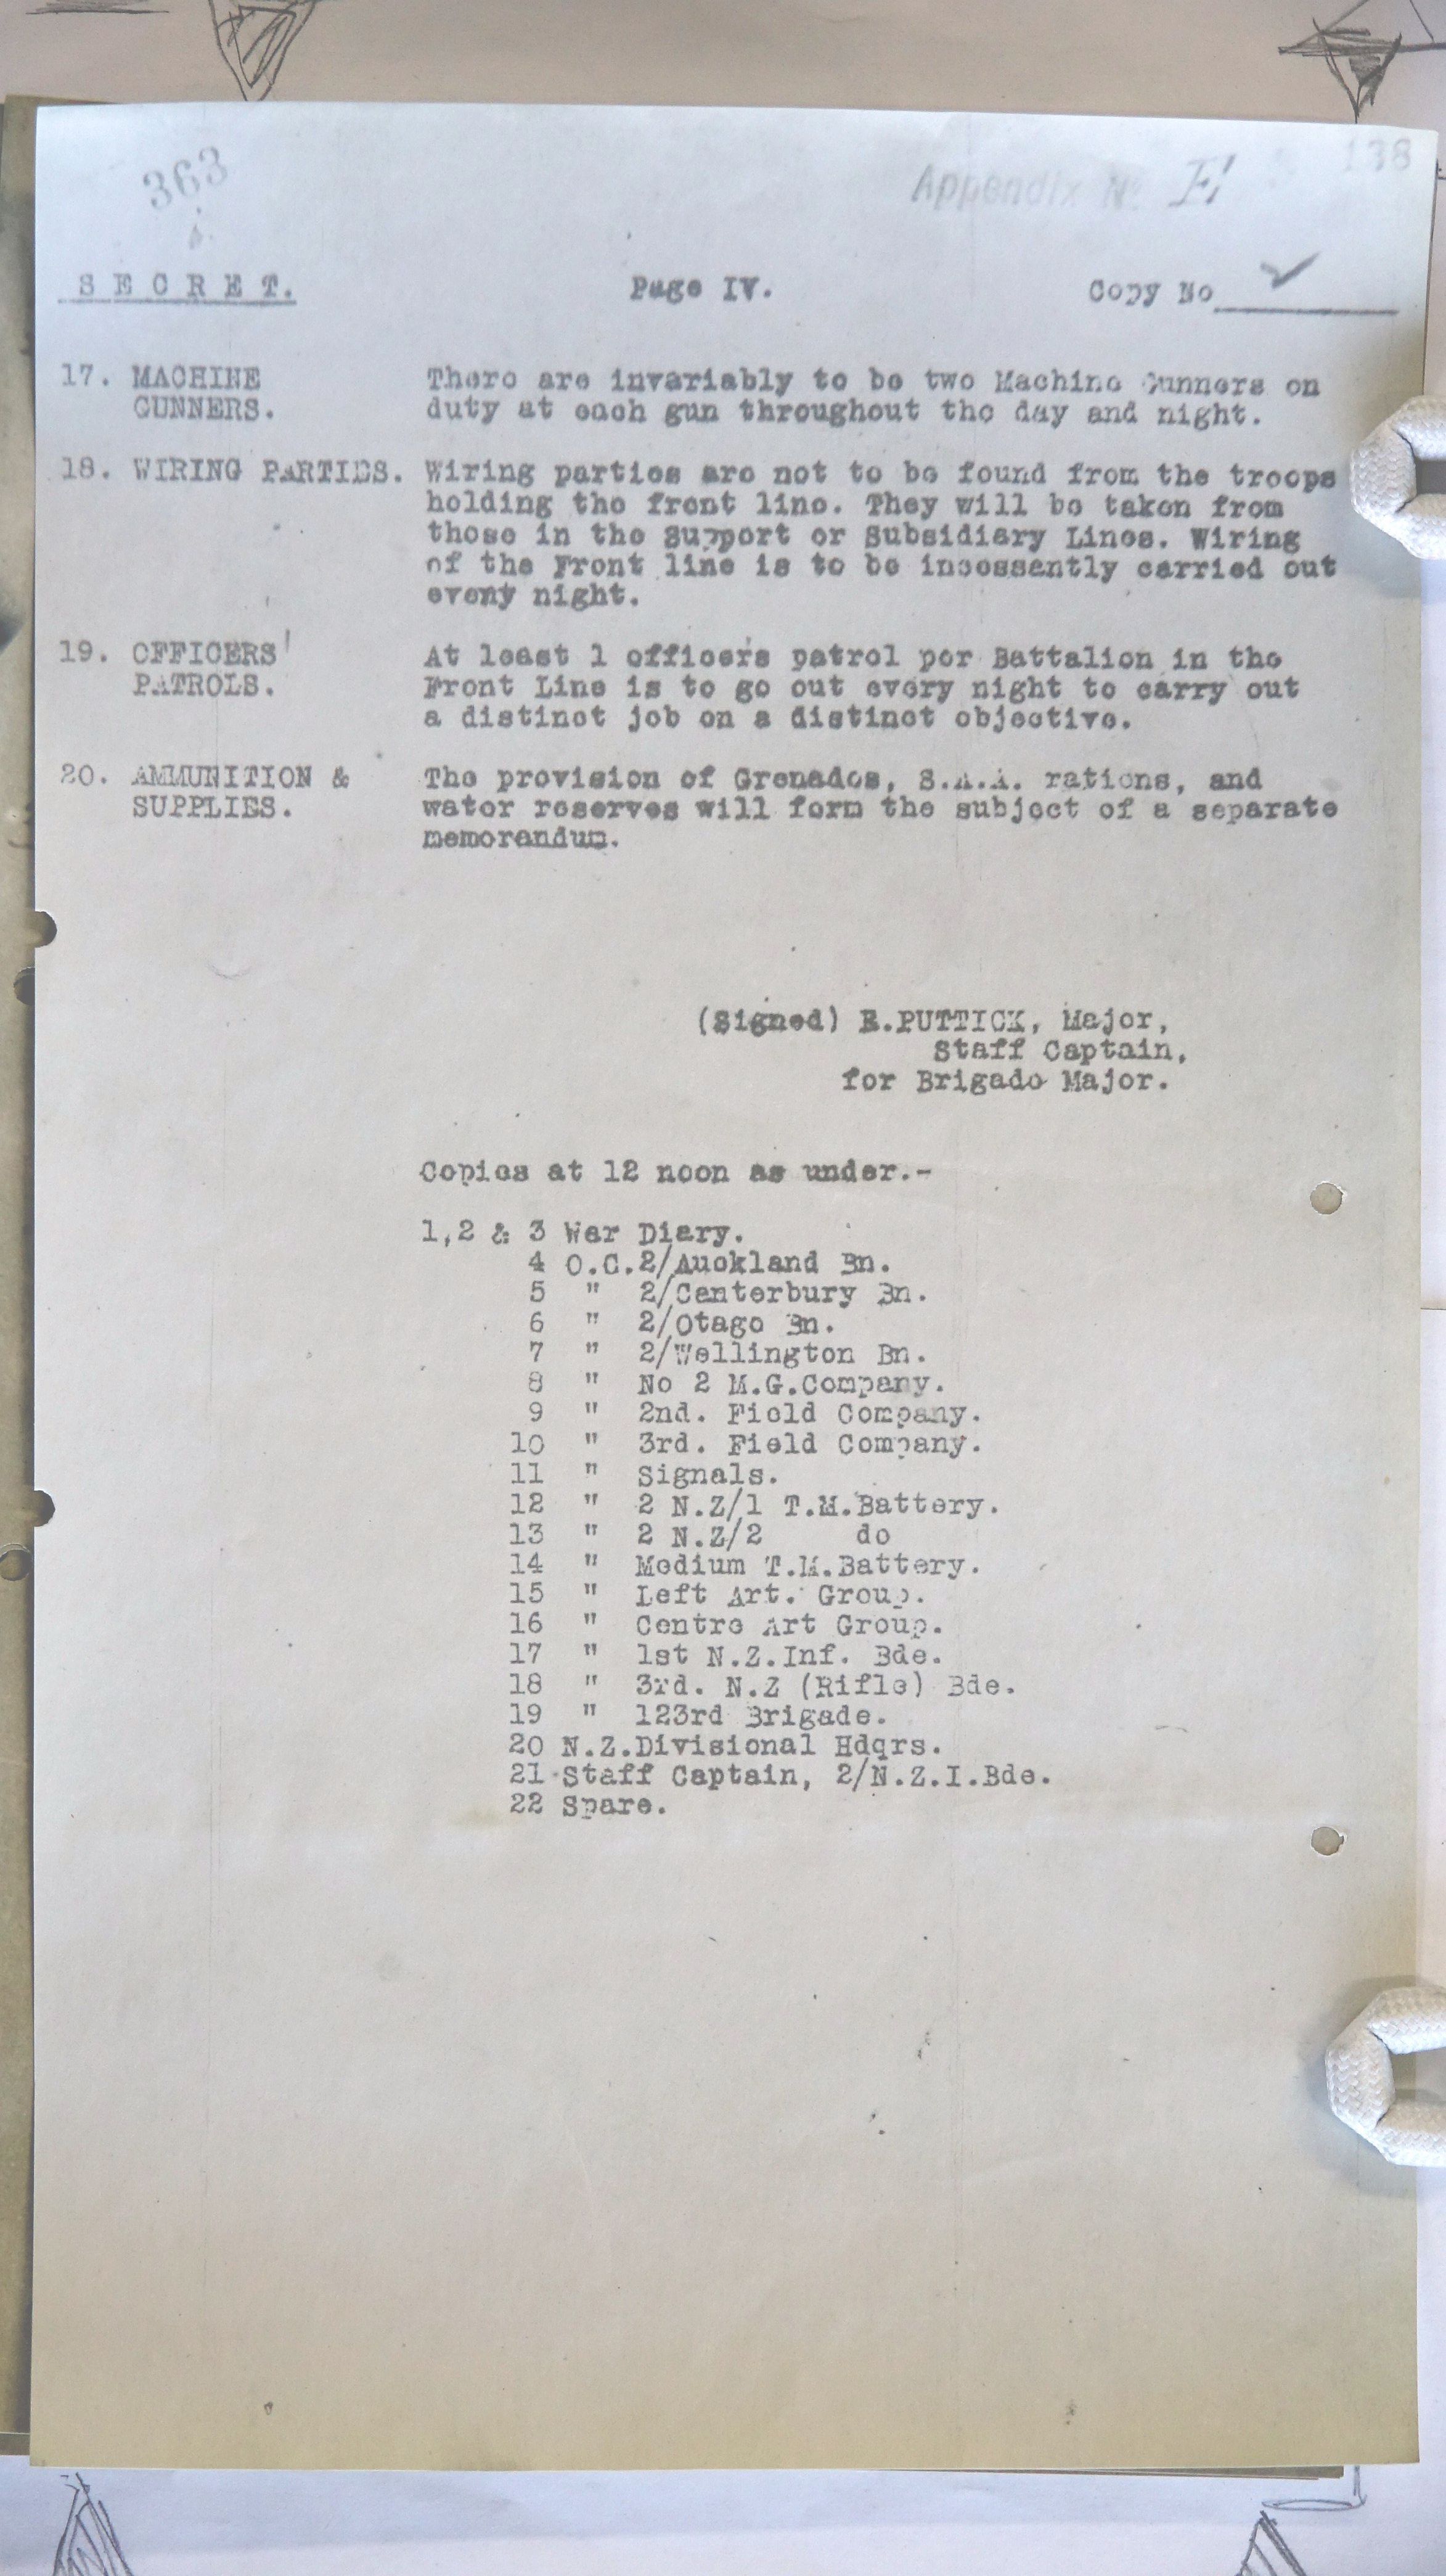 363
Appendix No. E
138
S E C R E T.
Page IV.
Copy No
17. MACHINE GUNNERS.
There are invariably to be two Machine Gunners on
duty at each gun throughout the day and night.
18. WIRING PARTIES.
Wiring parties are not to be found from the troops
holding the front line. They will be taken from
those in the Support or Subsidiary Lines. Wiring
of the Front line is to be incessantly carried out
every night.
19. OFFICERS' PATROLS.
At least 1 officer's patrol per Battalion in the
Front Line is to go out every night to carry out
a distinct job on a distinct objective.
20. AMMUNITION & SUPPLIES.
The provision of Grenades, S.A.A. rations, and
water reserves will form the subject of a separate
memorandum.
(Signed) E.PUTTICK, Major,
Staff Captain,
for Brigade Major.
Copies at 12 noon as under.-
1,2 & 3 War Diary.
4 O.C.2/Auckland Bn.
5 " 2/Canterbury Bn.
6 " 2/Otago Bn.
7 " 2/Wellington Bn.
8 " No 2 M.G.Company.
9 " 2nd. Field Company.
10 " 3rd. Field Company.
11 " Signals.
12 " 2 N.Z/1 T.M.Battery.
13 " 2 N.Z/2 do
14 " Medium T.M.Battery.
15 " Left Art. Group.
16 " Centre Art Group.
17 " 1st N.Z.Inf. Bde.
18 " 3rd. N.Z (Rifle) Bde.
19 " 123rd Brigade.
20 N.Z.Divisional Hdqrs.
21 Staff Captain, 2/N.Z.I.Bde.
22 Spare.